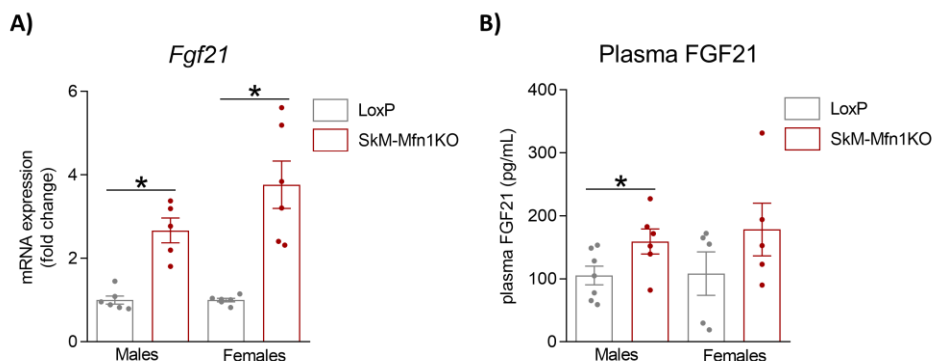 A)
Fgf21
mRNA expression
(fold change)
6
4
2
0
*
*
Males
Females
LoxP
SkM-Mfn1KO
B)
Plasma FGF21
plasma FGF21 (pg/mL)
400
300
200
100
0
*
Males
Females
LoxP
SkM-Mfn1KO